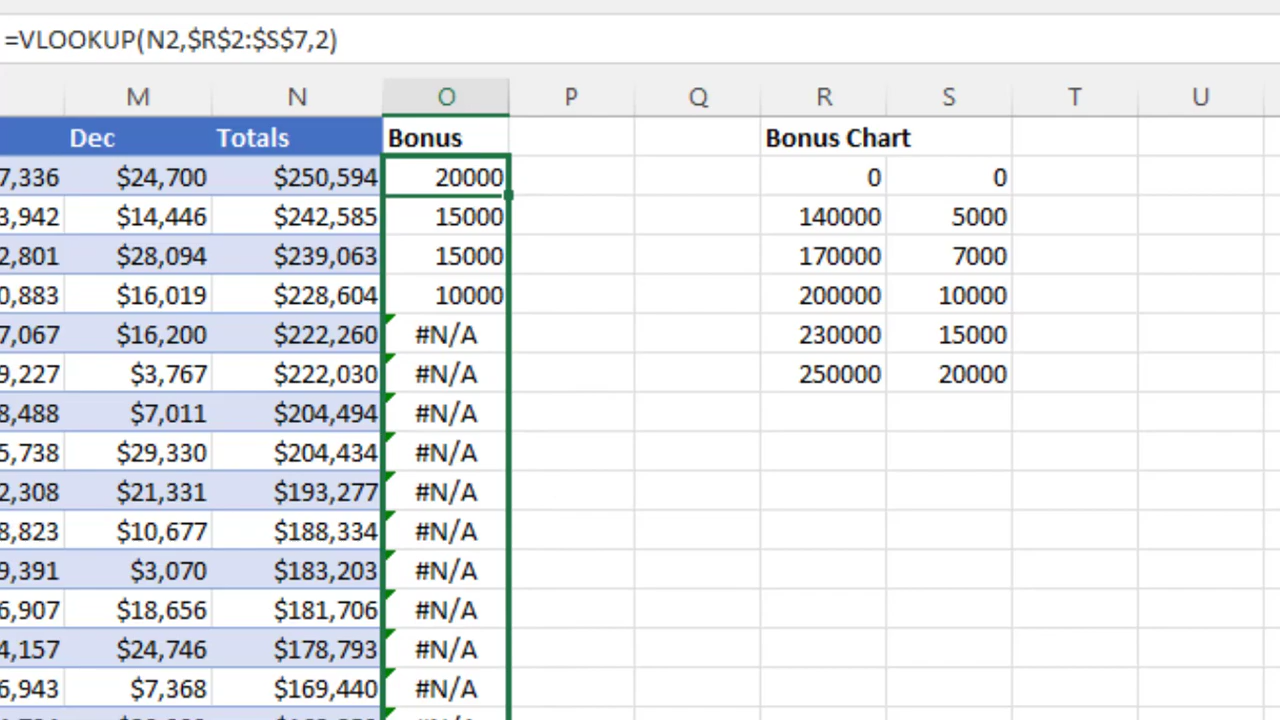 =VLOOKUP(N2,$R$2:$S$7,2)
M N O P Q R S T U
Dec Totals Bonus Bonus Chart
7,336 $24,700 $250,594 20000 0 0
3,942 $14,446 $242,585 15000 140000 5000
2,801 $28,094 $239,063 15000 170000 7000
0,883 $16,019 $228,604 10000 200000 10000
7,067 $16,200 $222,260 #N/A 230000 15000
9,227 $3,767 $222,030 #N/A 250000 20000
8,488 $7,011 $204,494 #N/A
5,738 $29,330 $204,434 #N/A
2,308 $21,331 $193,277 #N/A
8,823 $10,677 $188,334 #N/A
9,391 $3,070 $183,203 #N/A
6,907 $18,656 $181,706 #N/A
4,157 $24,746 $178,793 #N/A
6,943 $7,368 $169,440 #N/A